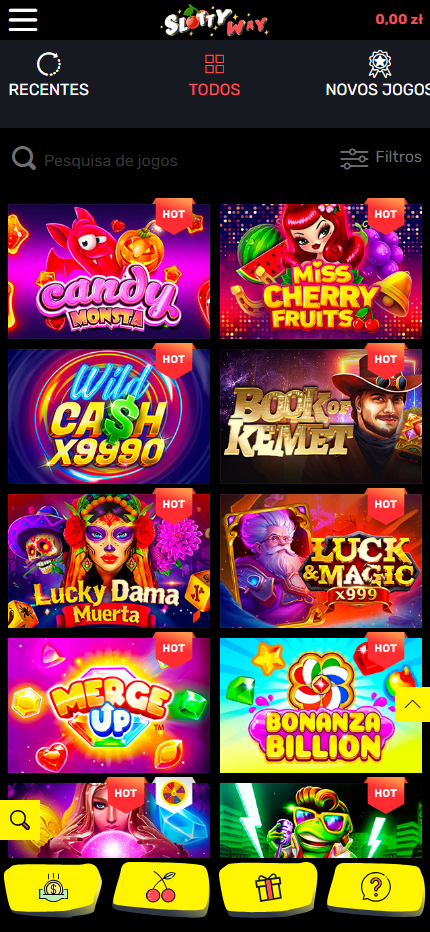 SLOTTY WAY
0,00 zł
RECENTES
TODOS
NOVOS JOGOS
Pesquisa de jogos
Filtros
HOT
HOT
candy
MONSTA
MISS
CHERRY
FRUITS
HOT
HOT
Wild
CA$H
X9990
BOOK OF
KEMET
HOT
HOT
Lucky Dama
Muerta
LUCK
&MAGIC
x999
HOT
HOT
MERGE
UP™
BONANZA
BILLION
HOT
HOT